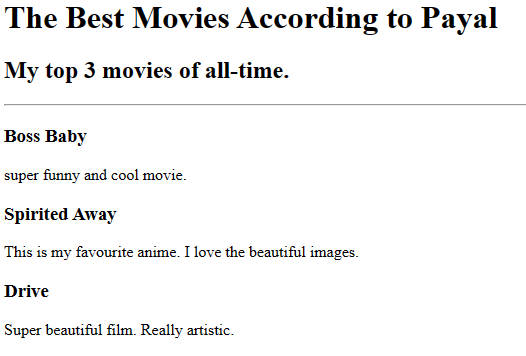 The Best Movies According to Payal
My top 3 movies of all-time.
Boss Baby
super funny and cool movie.
Spirited Away
This is my favourite anime. I love the beautiful images.
Drive
Super beautiful film. Really artistic.